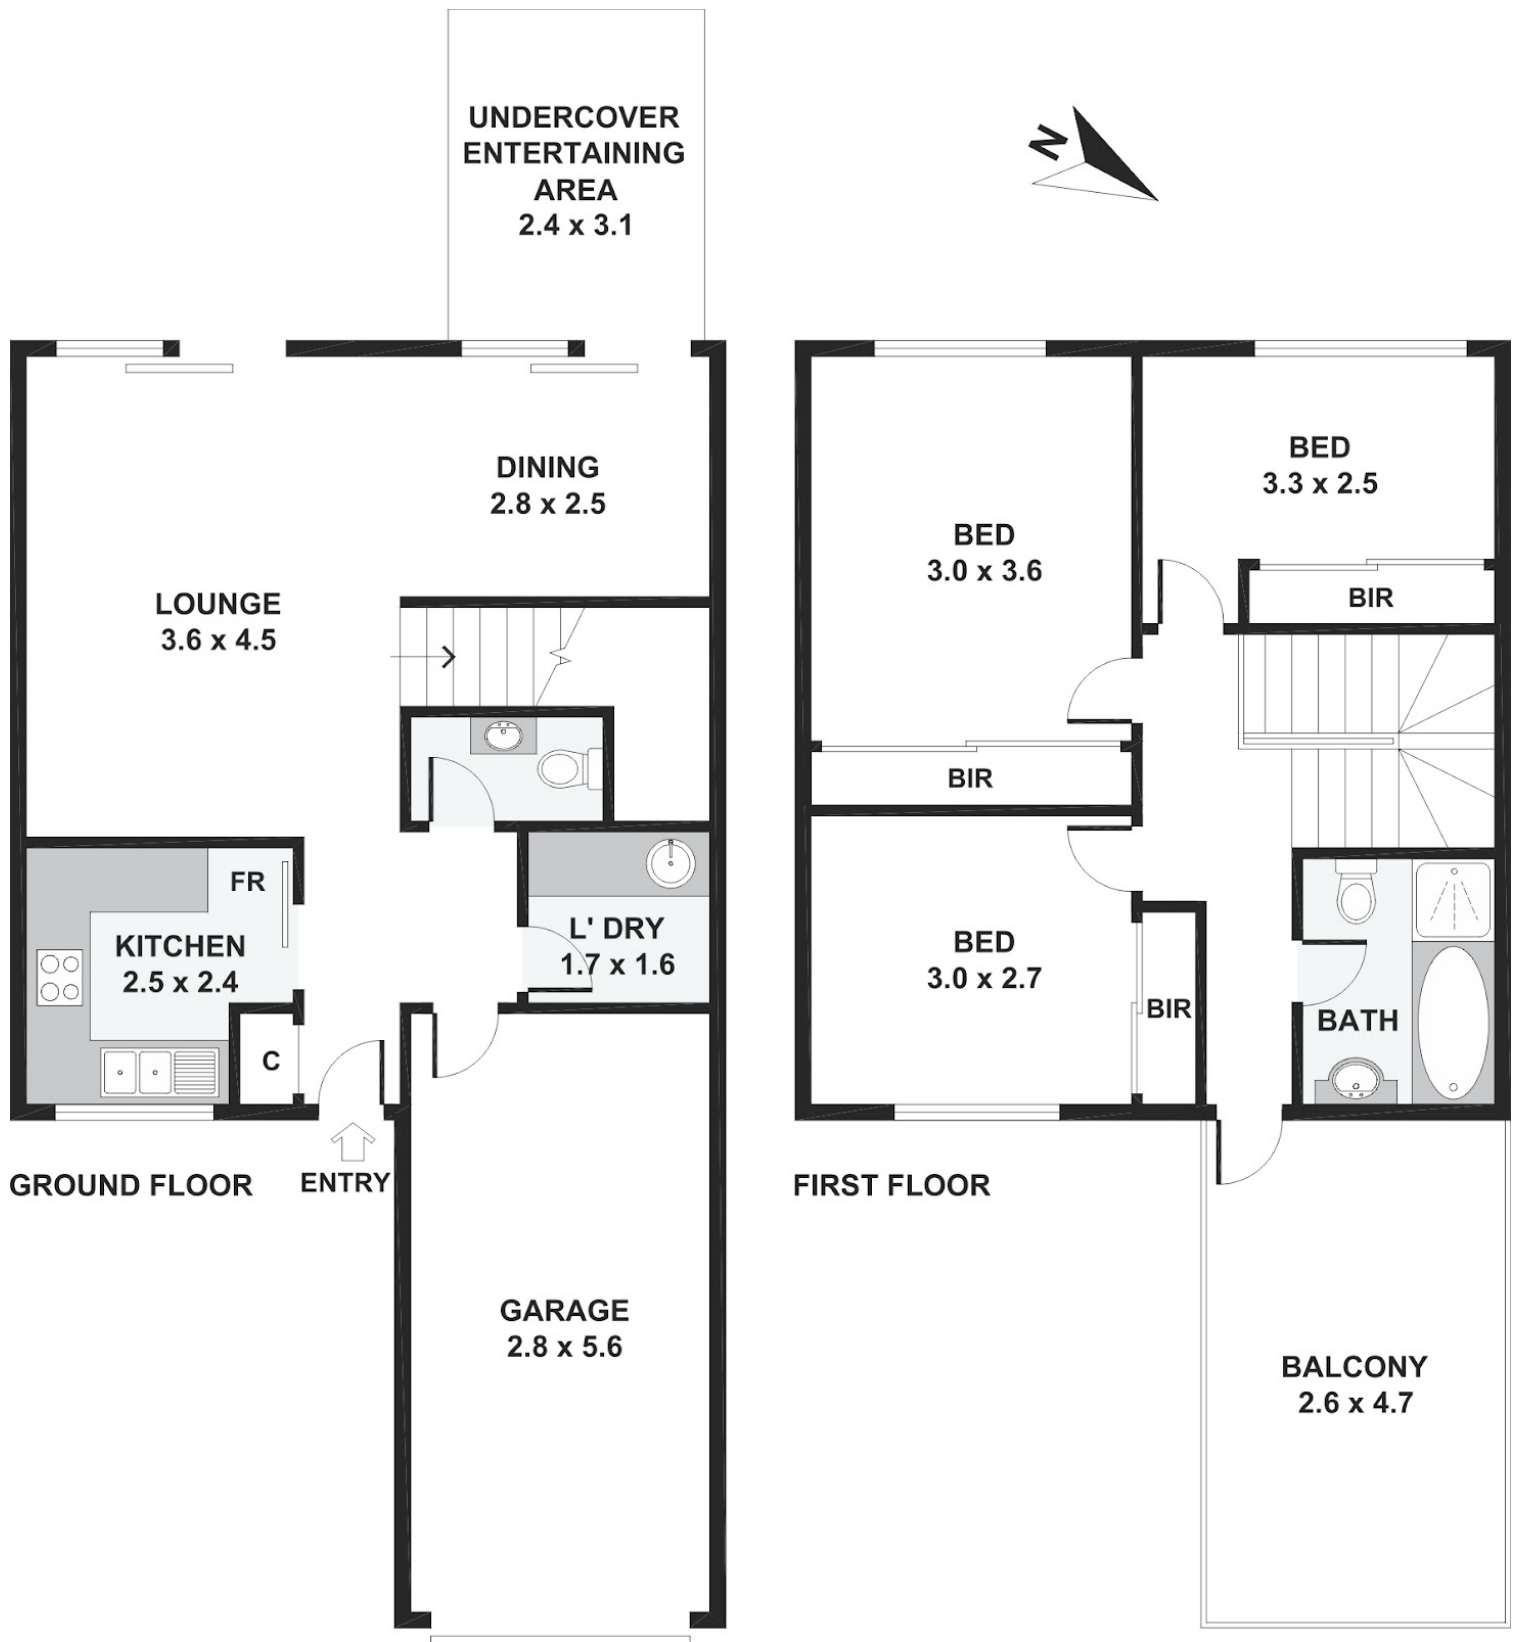 UNDERCOVER
ENTERTAINING
AREA
2.4 x 3.1
N
DINING
2.8 x 2.5
LOUNGE
3.6 x 4.5
FR
KITCHEN
2.5 x 2.4
L' DRY
1.7 x 1.6
C
GROUND FLOOR
ENTRY
GARAGE
2.8 x 5.6
BED
3.3 x 2.5
BED
3.0 x 3.6
BIR
BIR
BED
3.0 x 2.7
BIR
BATH
FIRST FLOOR
BALCONY
2.6 x 4.7